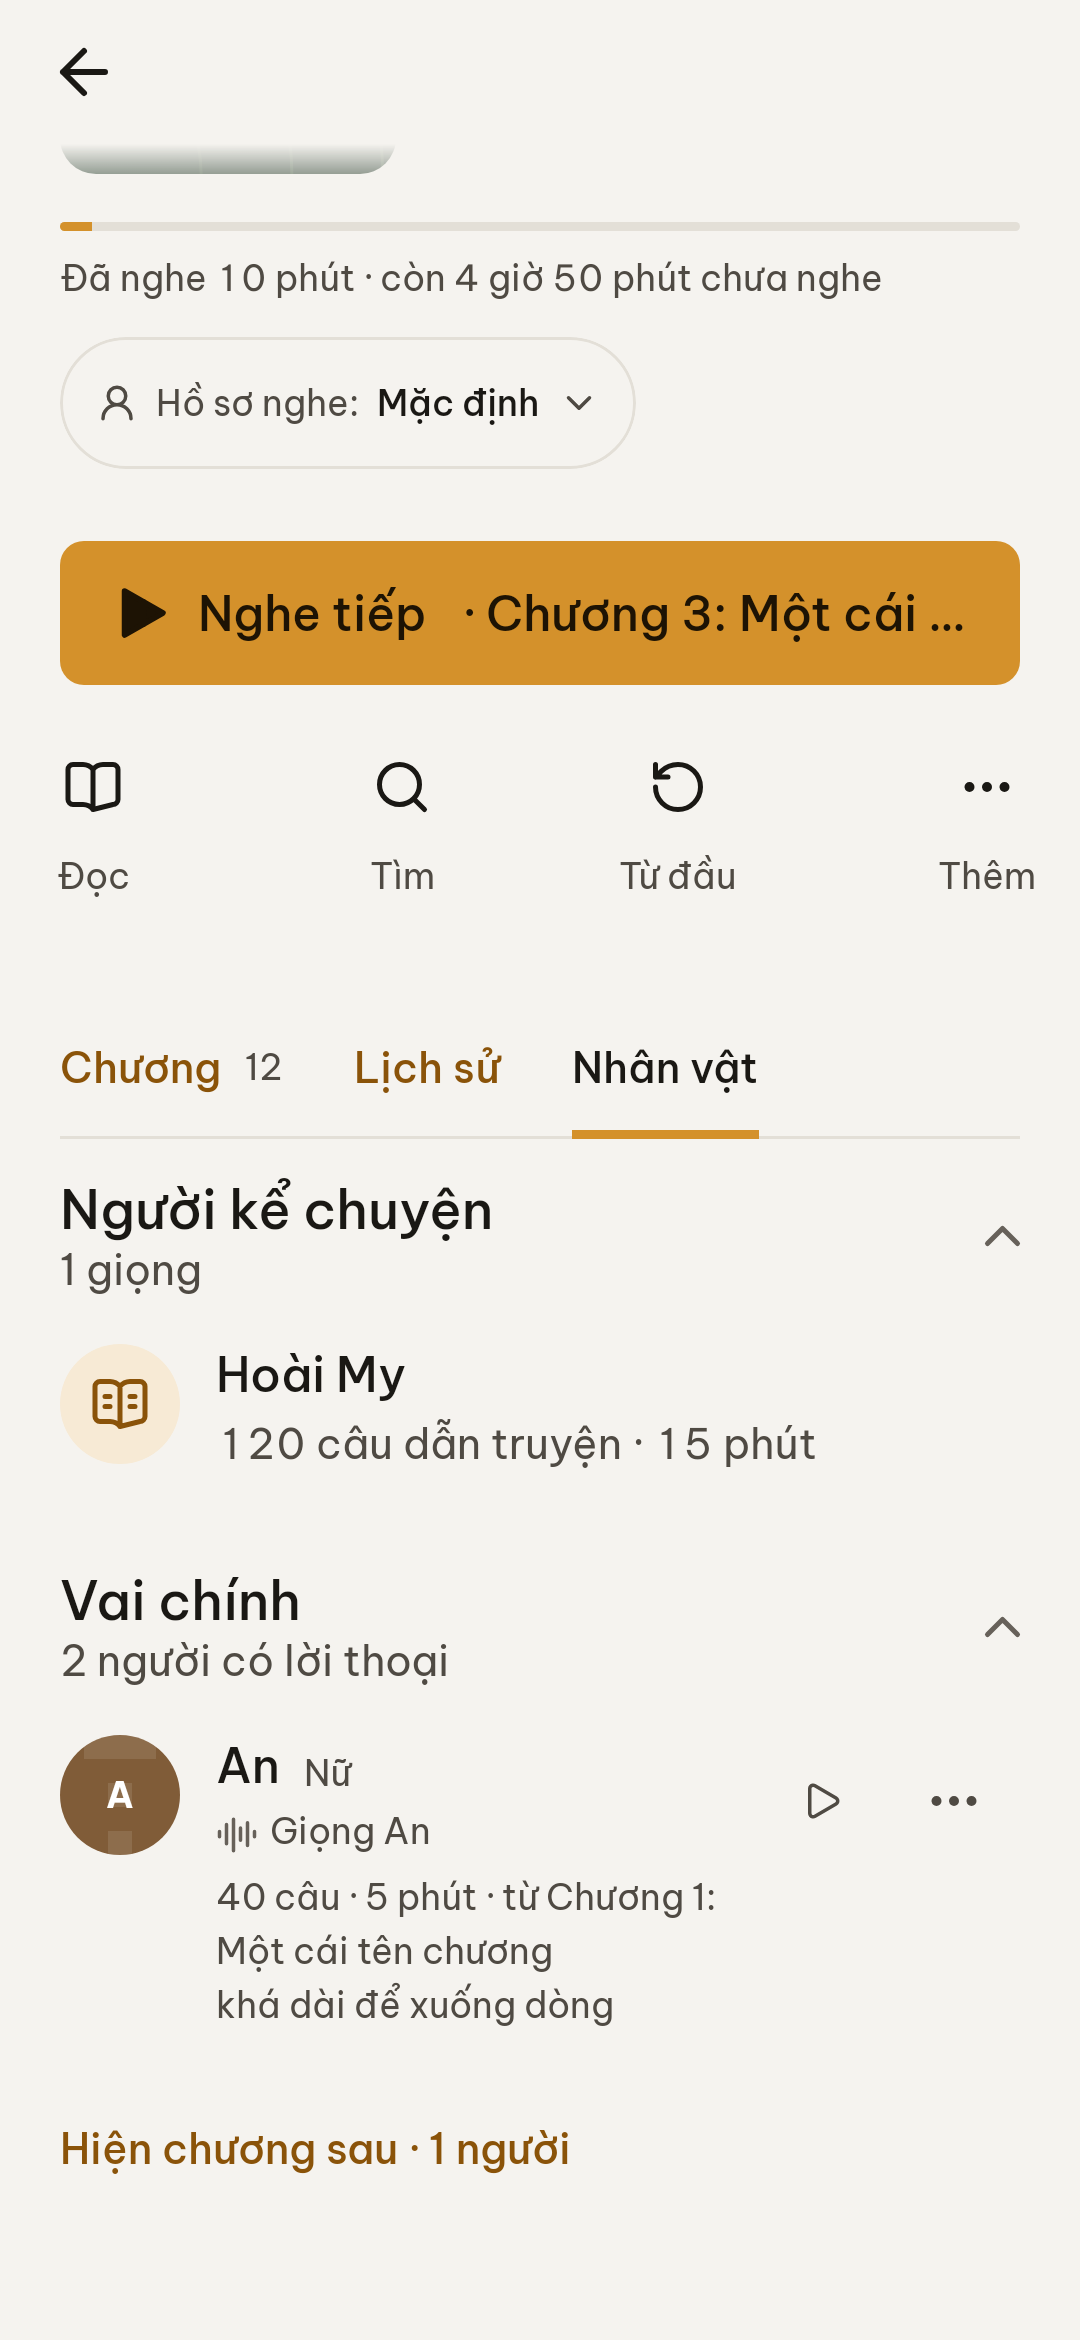 Đã nghe 10 phút · còn 4 giờ 50 phút chưa nghe
Hồ sơ nghe: Mặc định
Nghe tiếp · Chương 3: Một cái ...
Đọc
Tìm
Từ đầu
Thêm
Chương 12
Lịch sử
Nhân vật
Người kể chuyện
1 giọng
Hoài My
120 câu dẫn truyện · 15 phút
Vai chính
2 người có lời thoại
A
An Nữ
Giọng An
40 câu · 5 phút · từ Chương 1:
Một cái tên chương
khá dài để xuống dòng
Hiện chương sau · 1 người